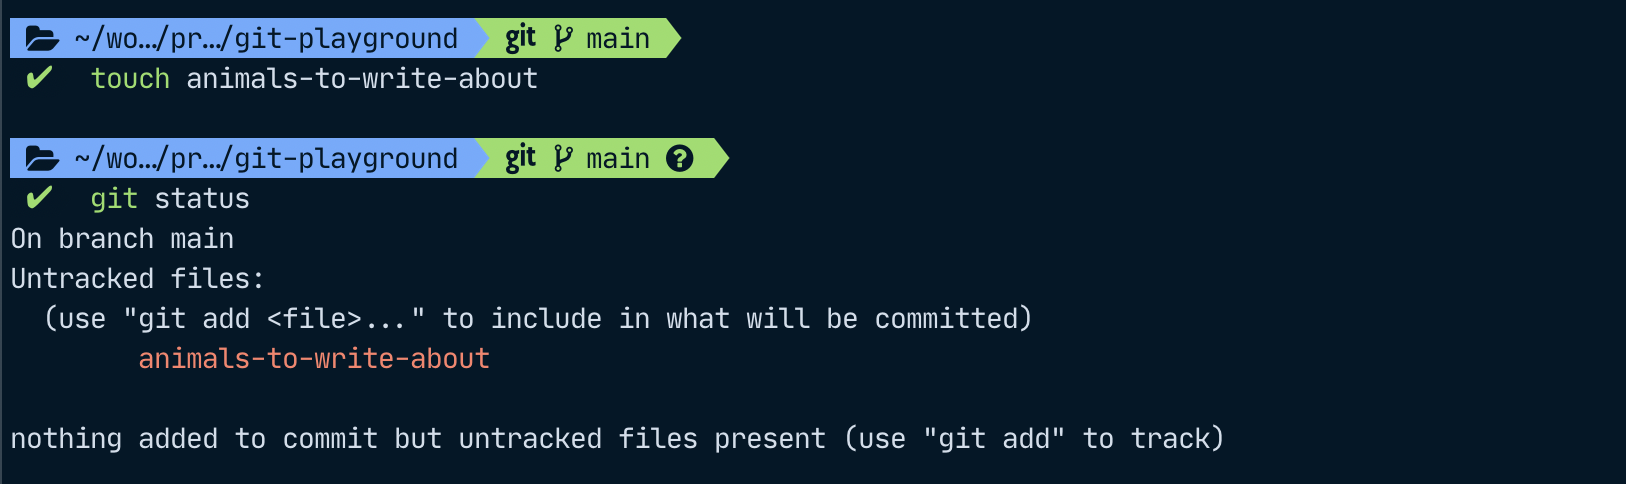 ~/wo…/pr…/git-playground git main
✔ touch animals-to-write-about
~/wo…/pr…/git-playground git main ?
✔ git status
On branch main
Untracked files:
(use "git add <file>..." to include in what will be committed)
animals-to-write-about
nothing added to commit but untracked files present (use "git add" to track)